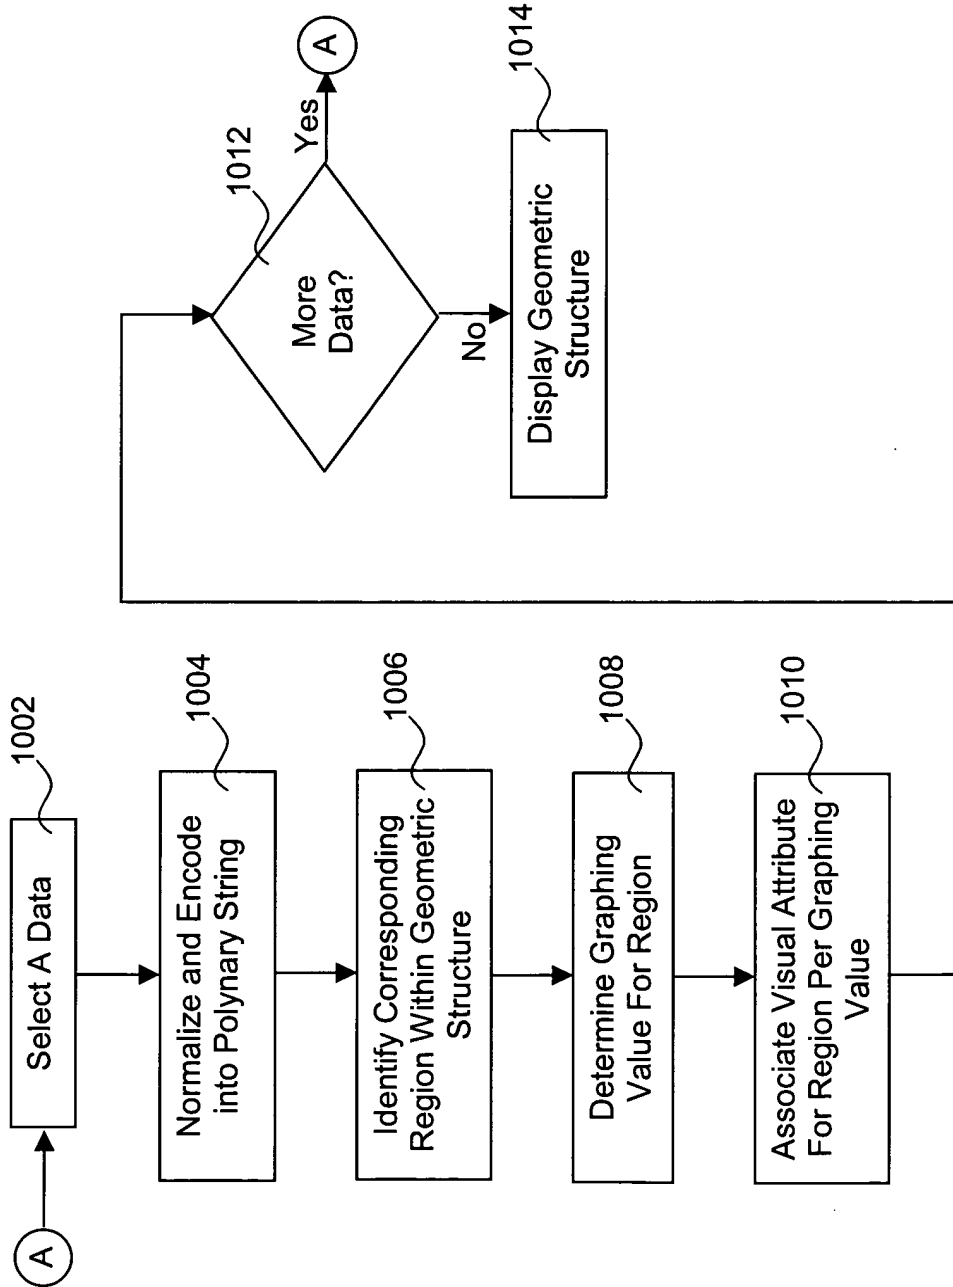 A
Select A Data
1002
Normalize and Encode
into Polynary String
1004
Identify Corresponding
Region Within Geometric
Structure
1006
Determine Graphing
Value For Region
1008
Associate Visual Attribute
For Region Per Graphing
Value
1010
More
Data?
1012
Yes
A
No
Display Geometric
Structure
1014